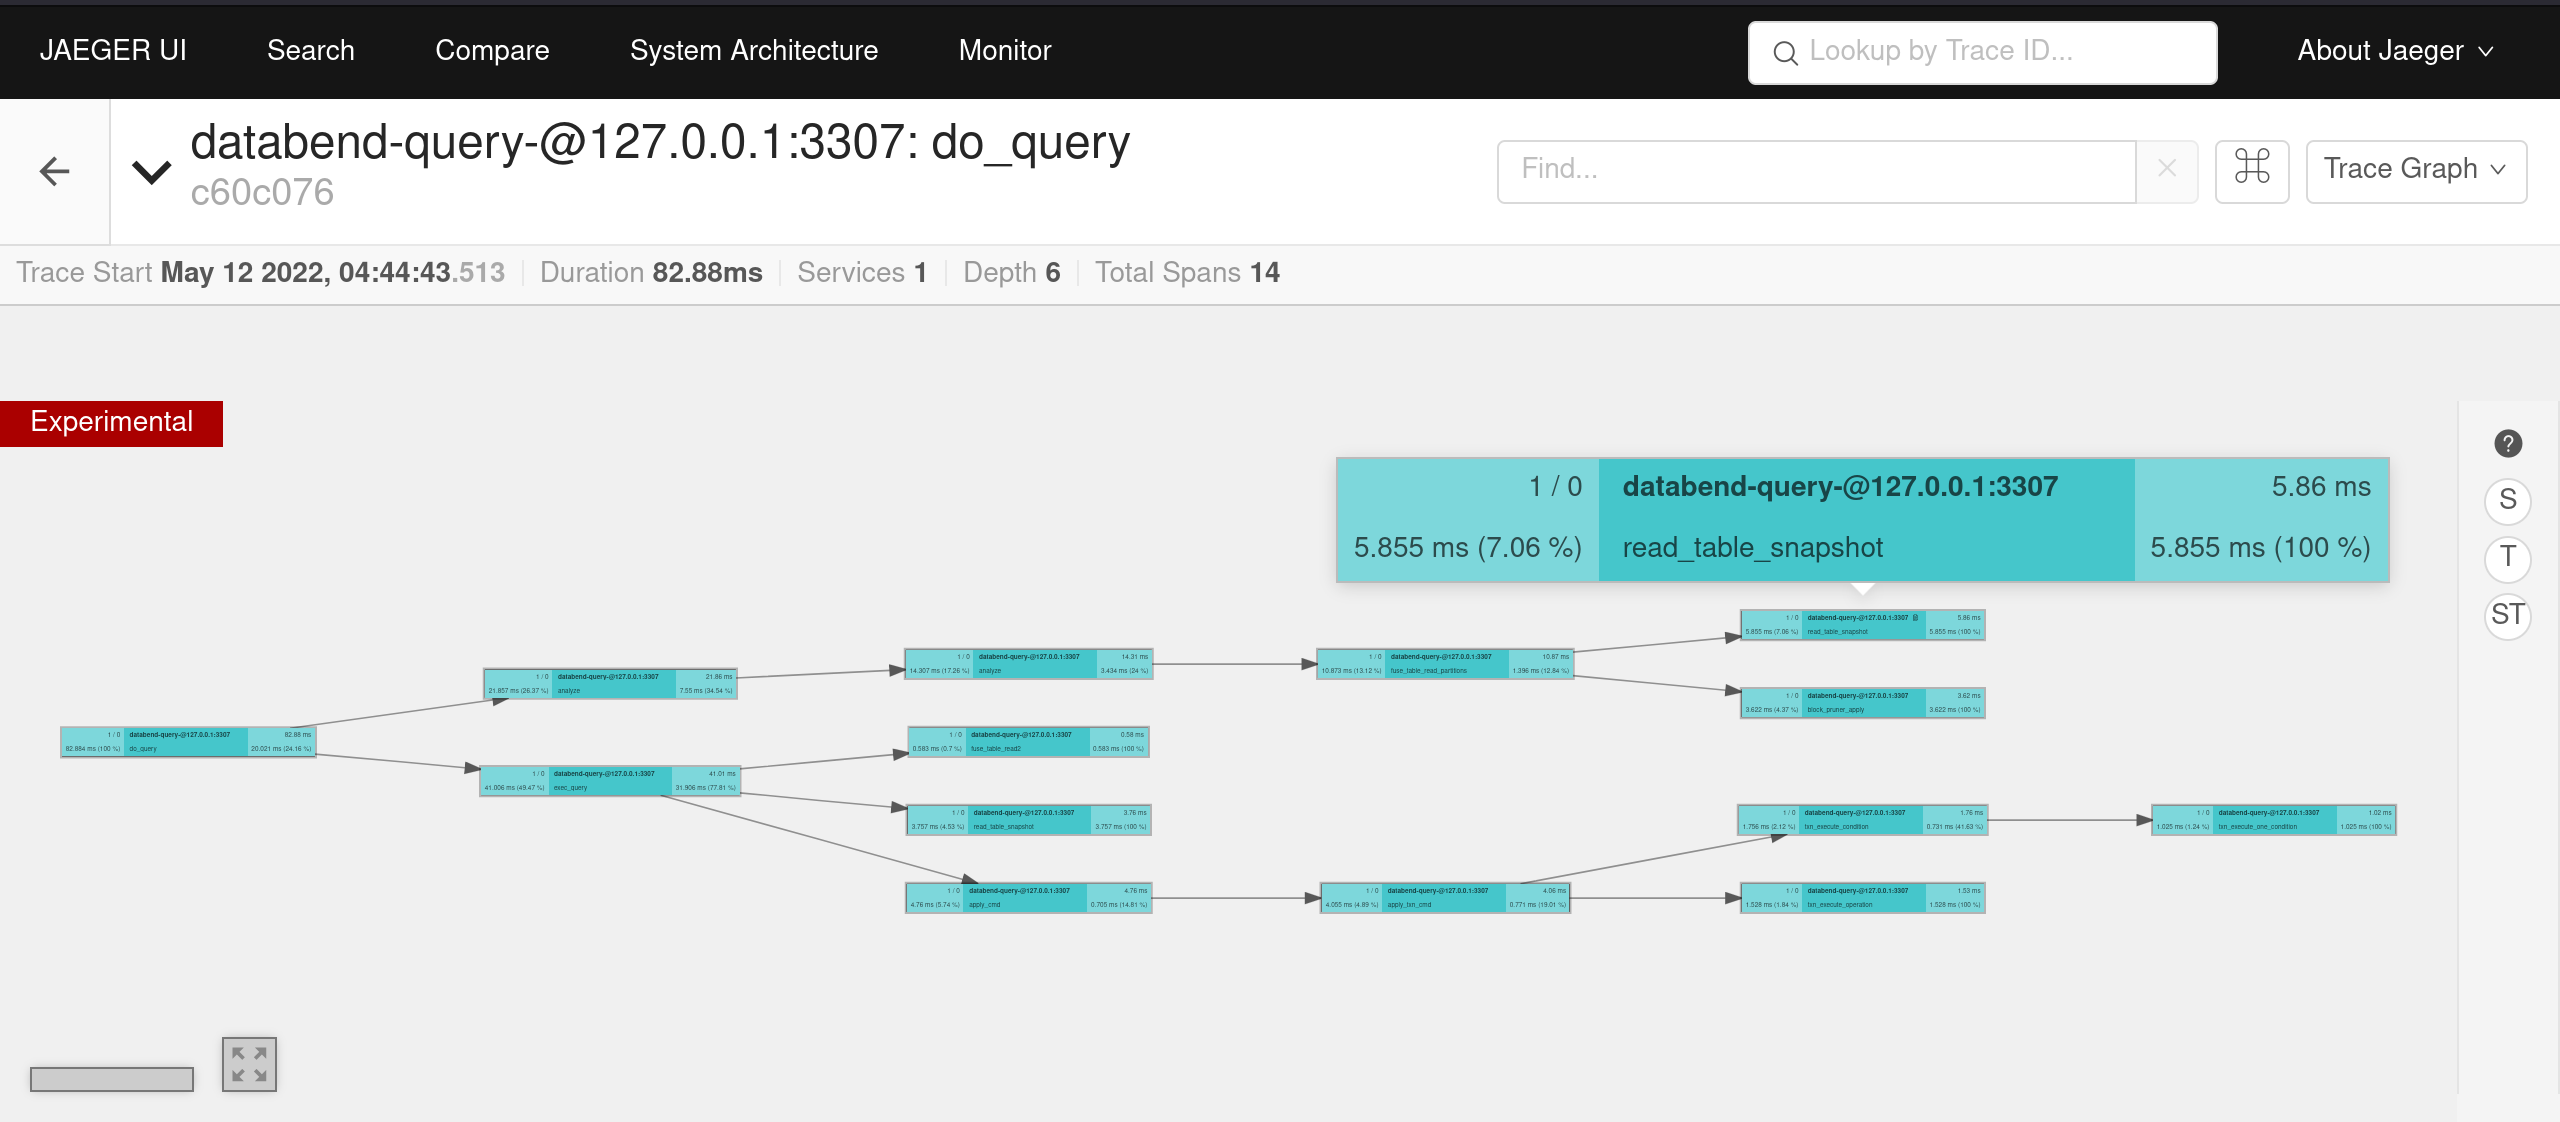 JAEGER UI Search Compare System Architecture Monitor Lookup by Trace ID... About Jaeger
databend-query-@127.0.0.1:3307: do_query
c60c076
Find... Trace Graph
Trace Start May 12 2022, 04:44:43.513 Duration 82.88ms Services 1 Depth 6 Total Spans 14
Experimental
?
S
T
ST
1 / 0 databend-query-@127.0.0.1:3307 5.86 ms
5.855 ms (7.06 %) read_table_snapshot 5.855 ms (100 %)
1 / 0 databend-query-@127.0.0.1:3307 5.86 ms
5.855 ms (7.06 %) read_table_snapshot 5.855 ms (100 %)
1 / 0 databend-query-@127.0.0.1:3307 14.31 ms
14.307 ms (17.26 %) analyze 3.434 ms (24 %)
1 / 0 databend-query-@127.0.0.1:3307 10.87 ms
10.873 ms (13.12 %) fuse_table_read_partitions 1.396 ms (12.84 %)
1 / 0 databend-query-@127.0.0.1:3307 21.86 ms
21.857 ms (26.37 %) analyze 7.55 ms (34.54 %)
1 / 0 databend-query-@127.0.0.1:3307 3.62 ms
3.622 ms (4.37 %) block_pruner_apply 3.622 ms (100 %)
1 / 0 databend-query-@127.0.0.1:3307 82.88 ms
82.884 ms (100 %) do_query 20.021 ms (24.16 %)
1 / 0 databend-query-@127.0.0.1:3307 0.58 ms
0.583 ms (0.7 %) fuse_table_read2 0.583 ms (100 %)
1 / 0 databend-query-@127.0.0.1:3307 41.01 ms
41.006 ms (49.47 %) exec_query 31.906 ms (77.81 %)
1 / 0 databend-query-@127.0.0.1:3307 3.76 ms
3.757 ms (4.53 %) read_table_snapshot 3.757 ms (100 %)
1 / 0 databend-query-@127.0.0.1:3307 1.76 ms
1.756 ms (2.12 %) txn_execute_condition 0.731 ms (41.63 %)
1 / 0 databend-query-@127.0.0.1:3307 1.02 ms
1.025 ms (1.24 %) txn_execute_one_condition 1.025 ms (100 %)
1 / 0 databend-query-@127.0.0.1:3307 4.76 ms
4.76 ms (5.74 %) apply_cmd 0.705 ms (14.81 %)
1 / 0 databend-query-@127.0.0.1:3307 4.06 ms
4.055 ms (4.89 %) apply_txn_cmd 0.771 ms (19.01 %)
1 / 0 databend-query-@127.0.0.1:3307 1.53 ms
1.528 ms (1.84 %) txn_execute_operation 1.528 ms (100 %)